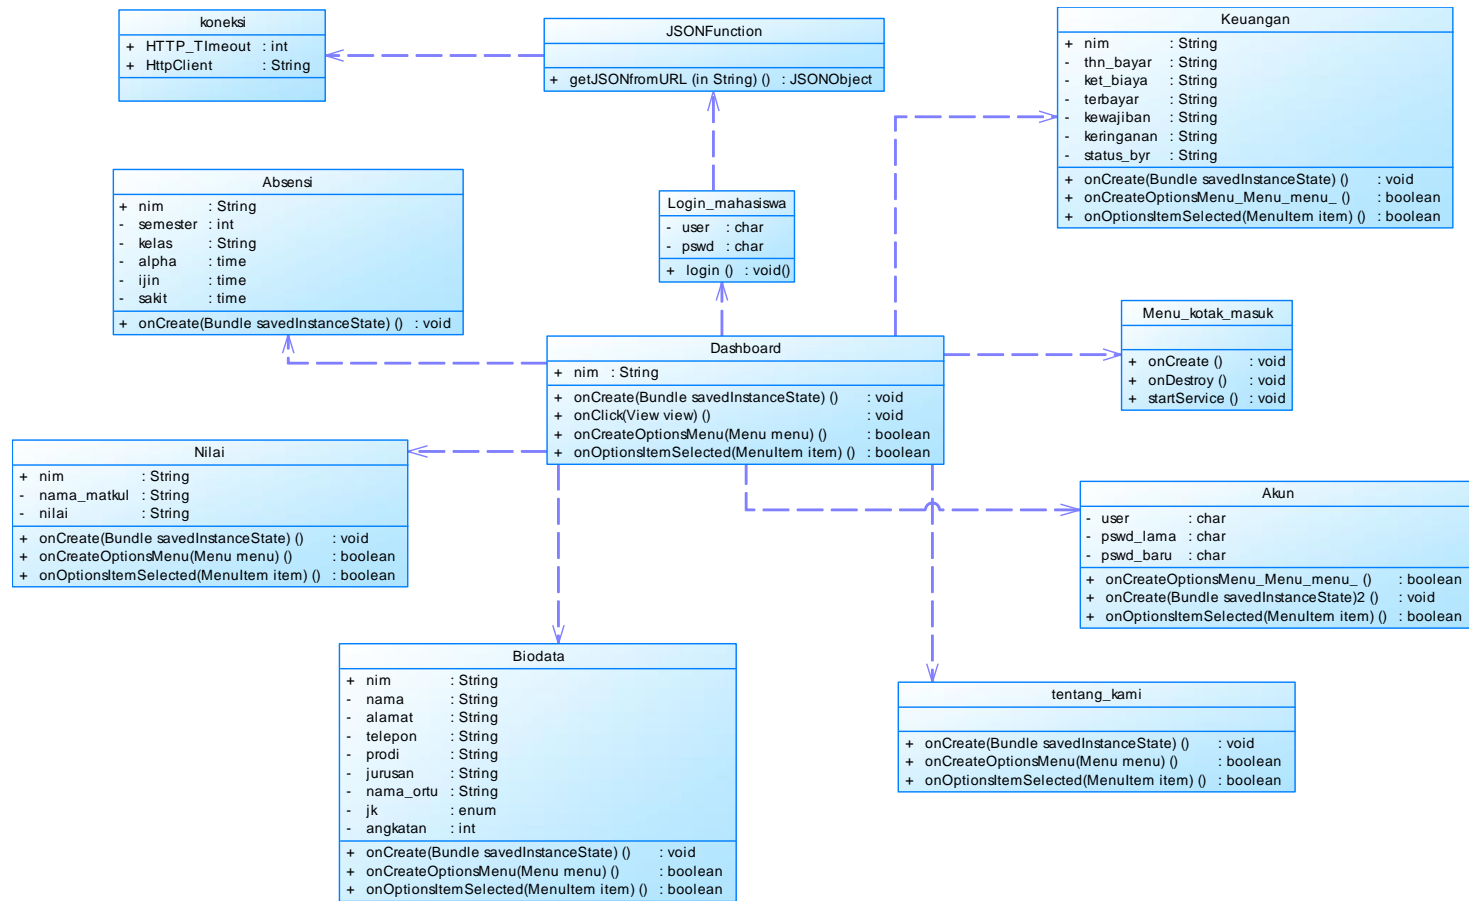 koneksi
+ HTTP_TImeout : int
+ HttpClient : String
JSONFunction
+ getJSONfromURL (in String) () : JSONObject
Keuangan
+ nim : String
- thn_bayar : String
- ket_biaya : String
- terbayar : String
- kewajiban : String
- keringanan : String
- status_byr : String
+ onCreate(Bundle savedInstanceState) () : void
+ onCreateOptionsMenu_Menu_menu_ () : boolean
+ onOptionsItemSelected(MenuItem item) () : boolean
Absensi
+ nim : String
- semester : int
- kelas : String
- alpha : time
- ijin : time
- sakit : time
+ onCreate(Bundle savedInstanceState) () : void
Login_mahasiswa
- user : char
- pswd : char
+ login () : void()
Menu_kotak_masuk
+ onCreate () : void
+ onDestroy () : void
+ startService () : void
Dashboard
+ nim : String
+ onCreate(Bundle savedInstanceState) () : void
+ onClick(View view) () : void
+ onCreateOptionsMenu(Menu menu) () : boolean
+ onOptionsItemSelected(MenuItem item) () : boolean
Nilai
+ nim : String
- nama_matkul : String
- nilai : String
+ onCreate(Bundle savedInstanceState) () : void
+ onCreateOptionsMenu(Menu menu) () : boolean
+ onOptionsItemSelected(MenuItem item) () : boolean
Akun
- user : char
- pswd_lama : char
- pswd_baru : char
+ onCreateOptionsMenu_Menu_menu_ () : boolean
+ onCreate(Bundle savedInstanceState)2 () : void
+ onOptionsItemSelected(MenuItem item) () : boolean
Biodata
+ nim : String
- nama : String
- alamat : String
- telepon : String
- prodi : String
- jurusan : String
- nama_ortu : String
- jk : enum
- angkatan : int
+ onCreate(Bundle savedInstanceState) () : void
+ onCreateOptionsMenu(Menu menu) () : boolean
+ onOptionsItemSelected(MenuItem item) () : boolean
tentang_kami
+ onCreate(Bundle savedInstanceState) () : void
+ onCreateOptionsMenu(Menu menu) () : boolean
+ onOptionsItemSelected(MenuItem item) () : boolean